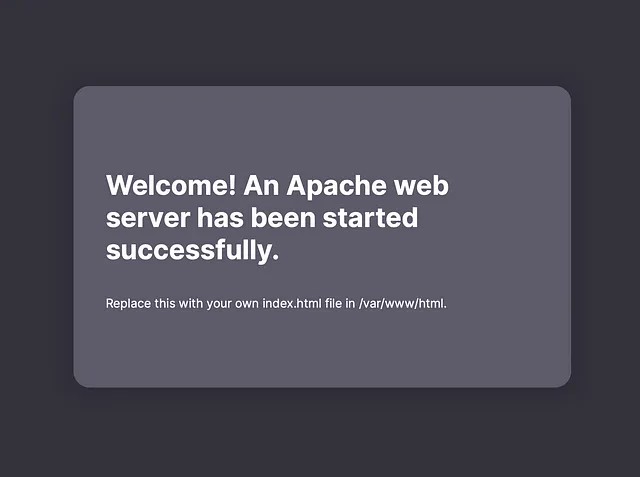 Welcome! An Apache web
server has been started
successfully.
Replace this with your own index.html file in /var/www/html.